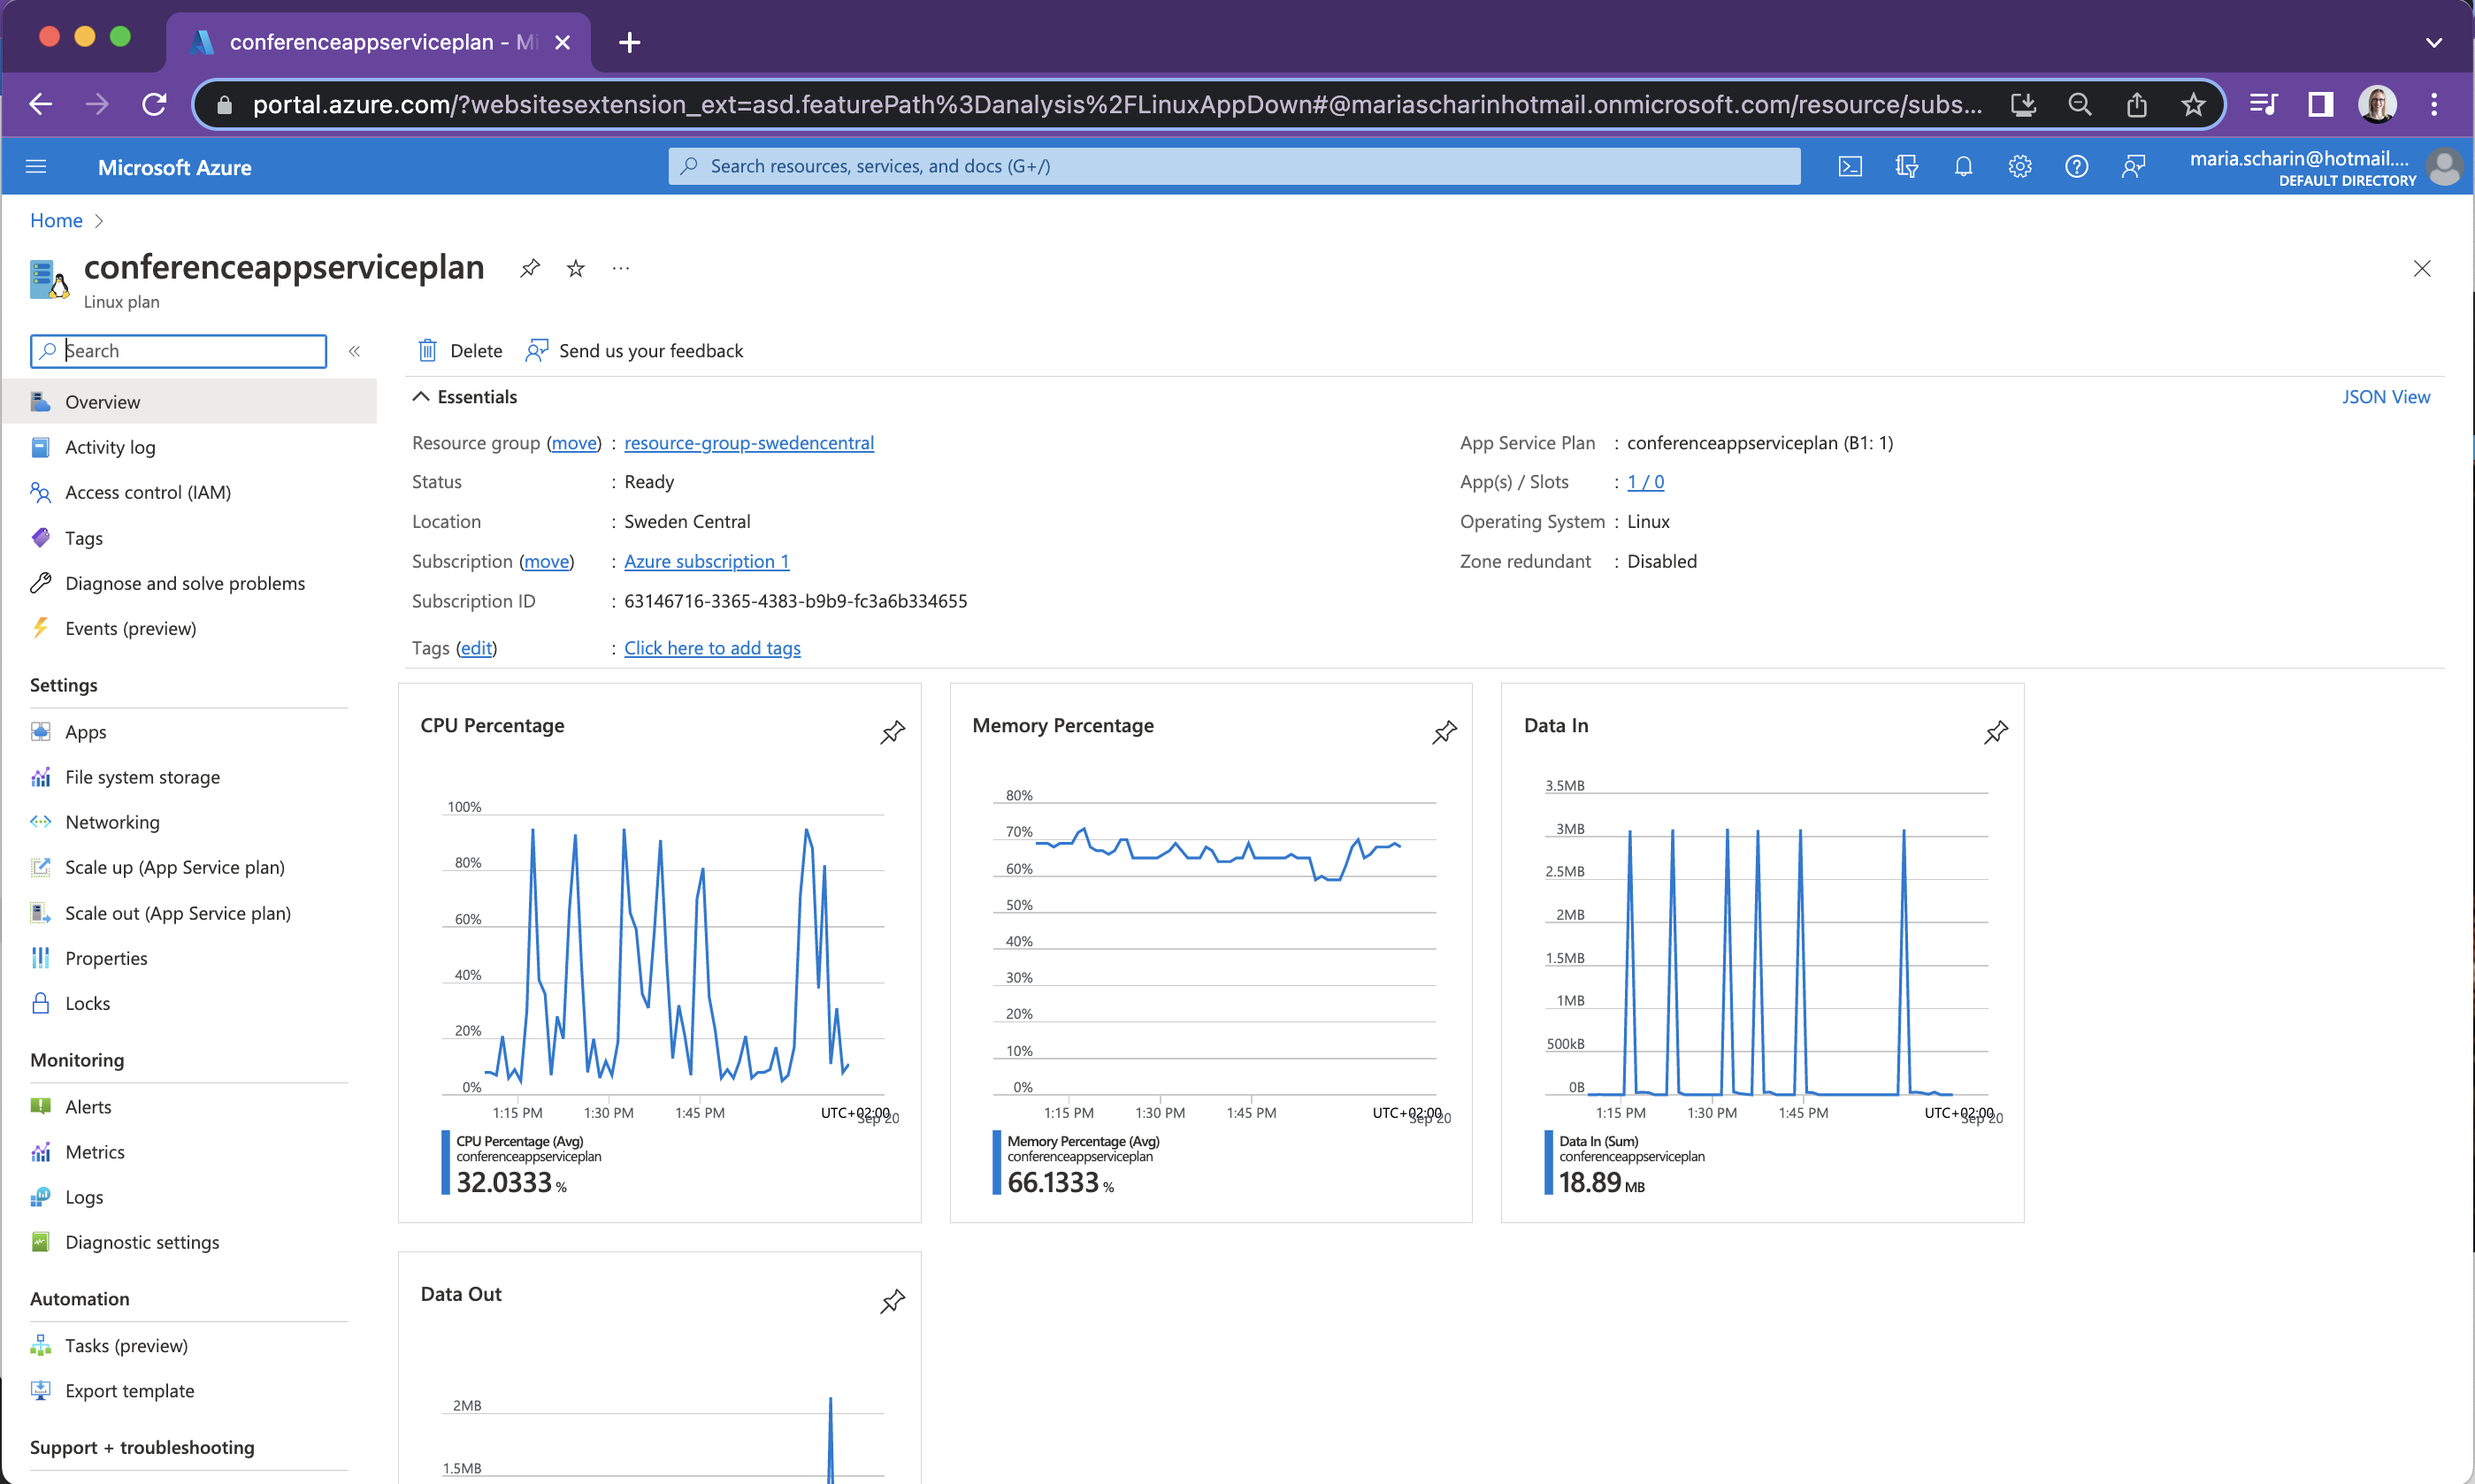 conferenceappserviceplan - Mi
portal.azure.com/?websitesextension_ext=asd.featurePath%3Danalysis%2FLinuxAppDown#@mariascharinhotmail.onmicrosoft.com/resource/subs...
Microsoft Azure
Search resources, services, and docs (G+/)
maria.scharin@hotmail....
DEFAULT DIRECTORY
Home
conferenceappserviceplan
Linux plan
Search
Overview
Activity log
Access control (IAM)
Tags
Diagnose and solve problems
Events (preview)
Settings
Apps
File system storage
Networking
Scale up (App Service plan)
Scale out (App Service plan)
Properties
Locks
Monitoring
Alerts
Metrics
Logs
Diagnostic settings
Automation
Tasks (preview)
Export template
Support + troubleshooting
Delete
Send us your feedback
Essentials
JSON View
Resource group (move) : resource-group-swedencentral
Status : Ready
Location : Sweden Central
Subscription (move) : Azure subscription 1
Subscription ID : 63146716-3365-4383-b9b9-fc3a6b334655
Tags (edit) : Click here to add tags
App Service Plan : conferenceappserviceplan (B1: 1)
App(s) / Slots : 1 / 0
Operating System : Linux
Zone redundant : Disabled
CPU Percentage
100%
80%
60%
40%
20%
0%
1:15 PM 1:30 PM 1:45 PM UTC+02:00
Sep 20
CPU Percentage (Avg)
conferenceappserviceplan
32.0333 %
Memory Percentage
80%
70%
60%
50%
40%
30%
20%
10%
0%
1:15 PM 1:30 PM 1:45 PM UTC+02:00
Sep 20
Memory Percentage (Avg)
conferenceappserviceplan
66.1333 %
Data In
3.5MB
3MB
2.5MB
2MB
1.5MB
1MB
500kB
0B
1:15 PM 1:30 PM 1:45 PM UTC+02:00
Sep 20
Data In (Sum)
conferenceappserviceplan
18.89 MB
Data Out
2MB
1.5MB